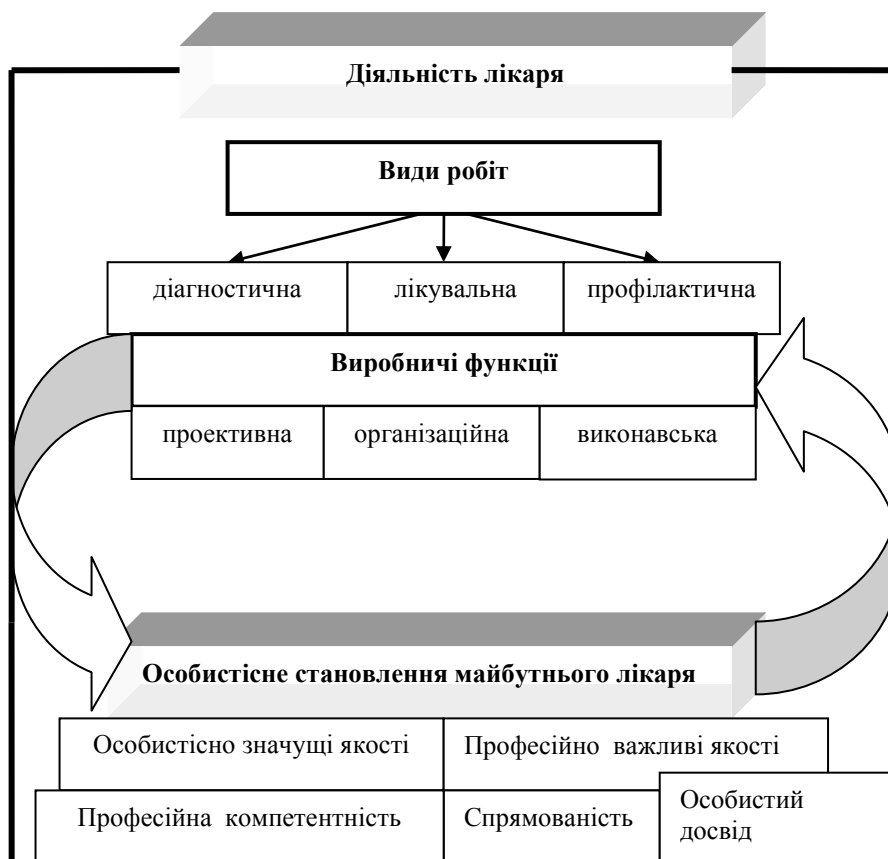 Діяльність лікаря
Види робіт
діагностична лікувальна профілактична
Виробничі функції
проективна організаційна виконавська
Особистісне становлення майбутнього лікаря
Особистісно значущі якості Професійно важливі якості
Професійна компетентність Спрямованість Особистий
досвід